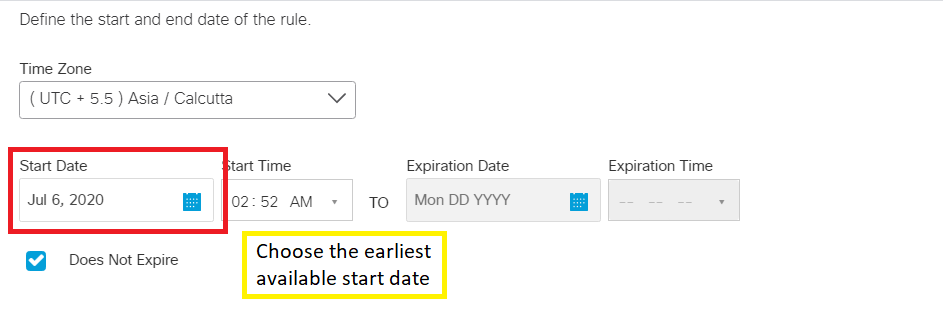 Define the start and end date of the rule.
Time Zone
( UTC + 5.5 ) Asia / Calcutta
Start Date Start Time Expiration Date Expiration Time
Jul 6, 2020 02 : 52 AM TO Mon DD YYYY -- -- --
Does Not Expire
Choose the earliest
available start date